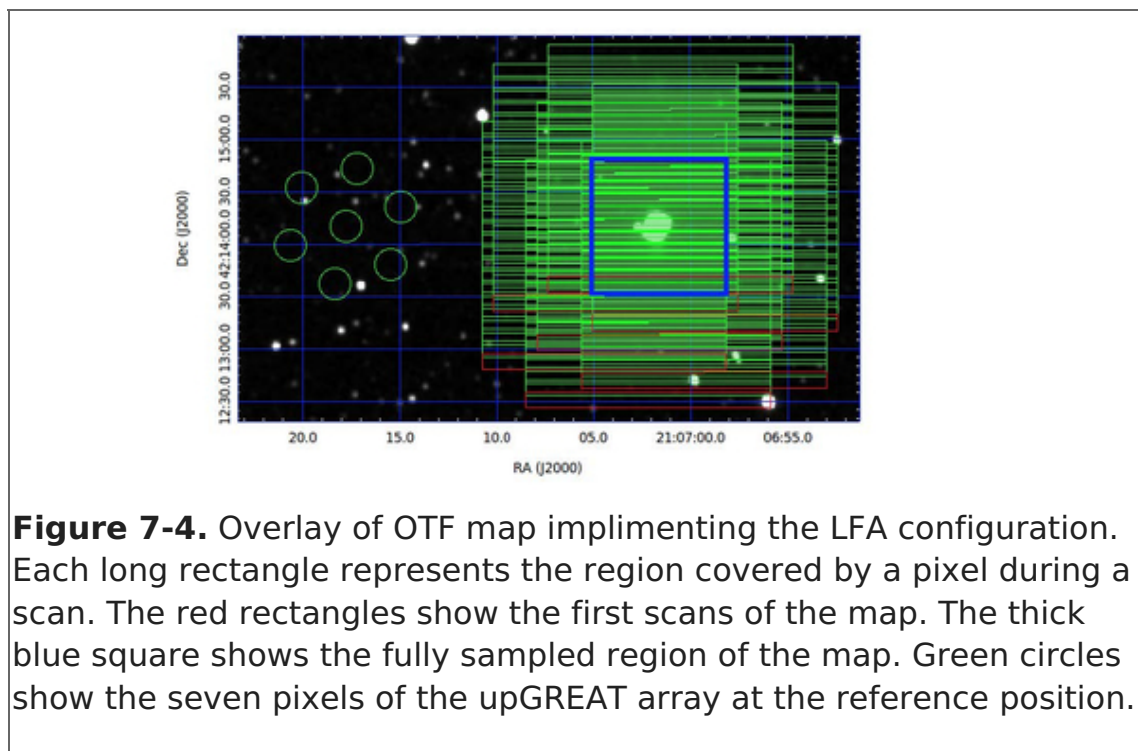 30.0
15:00.0
30.0
42:14:00.0
30.0
13:00.0
12:30.0
Dec (J2000)
20.0 15.0 10.0 05.0 21:07:00.0 06:55.0
RA (J2000)
Figure 7-4. Overlay of OTF map implimenting the LFA configuration.
Each long rectangle represents the region covered by a pixel during a
scan. The red rectangles show the first scans of the map. The thick
blue square shows the fully sampled region of the map. Green circles
show the seven pixels of the upGREAT array at the reference position.